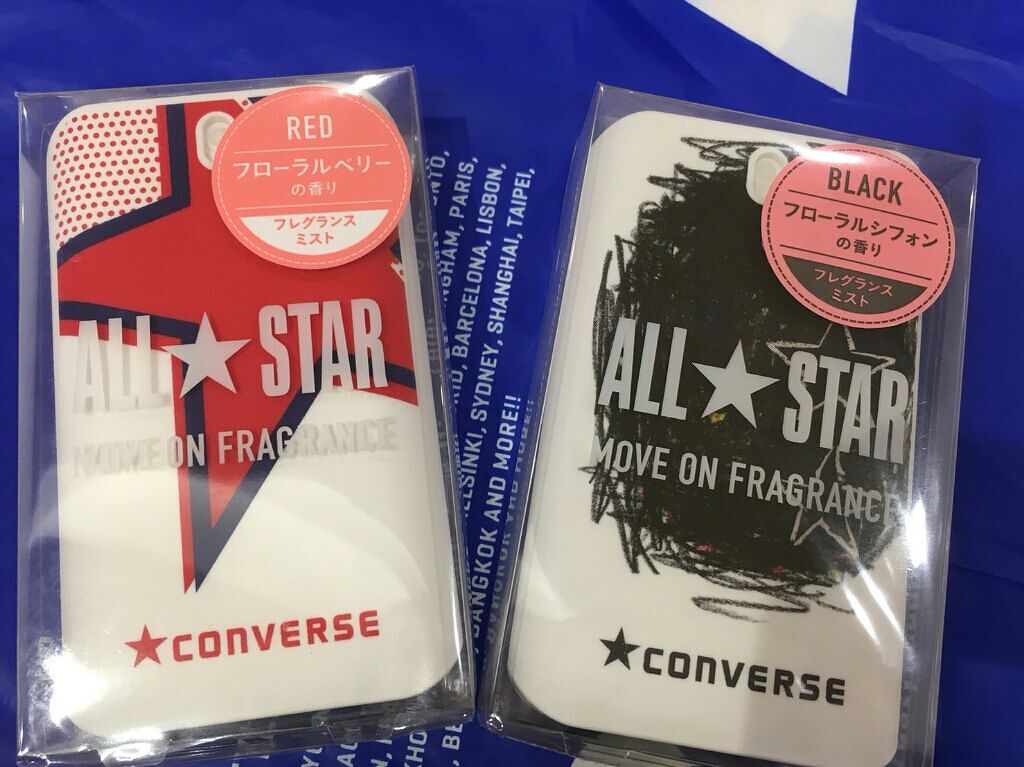 RED
フローラルベリー
の香り
フレグランス
ミスト
ALL★STAR
MOVE ON FRAGRANCE
★CONVERSE
BLACK
フローラルシフォン
の香り
フレグランス
ミスト
ALL★STAR
MOVE ON FRAGRANCE
★CONVERSE
PARIS,
BARCELONA, LISBON,
HELSINKI, SYDNEY, SHANGHAI, TAIPEI,
BANGKOK AND MORE!!